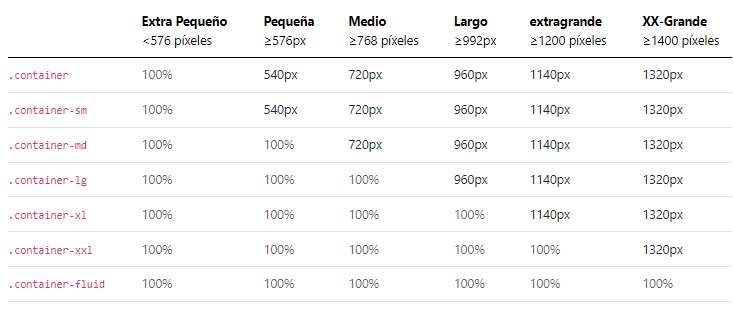 Extra Pequeño Pequeña Medio Largo extragrande XX-Grande
<576 píxeles ≥576px ≥768 píxeles ≥992px ≥1200 píxeles ≥1400 píxeles
.container 100% 540px 720px 960px 1140px 1320px
.container-sm 100% 540px 720px 960px 1140px 1320px
.container-md 100% 100% 720px 960px 1140px 1320px
.container-lg 100% 100% 100% 960px 1140px 1320px
.container-xl 100% 100% 100% 100% 1140px 1320px
.container-xxl 100% 100% 100% 100% 100% 1320px
.container-fluid 100% 100% 100% 100% 100% 100%